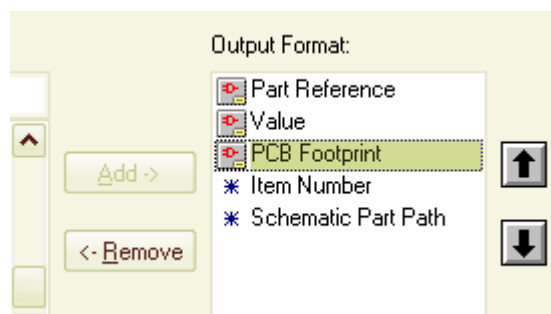 Output Format:
Part Reference
Value
PCB Footprint
Add ->
Item Number
Schematic Part Path
<- Remove